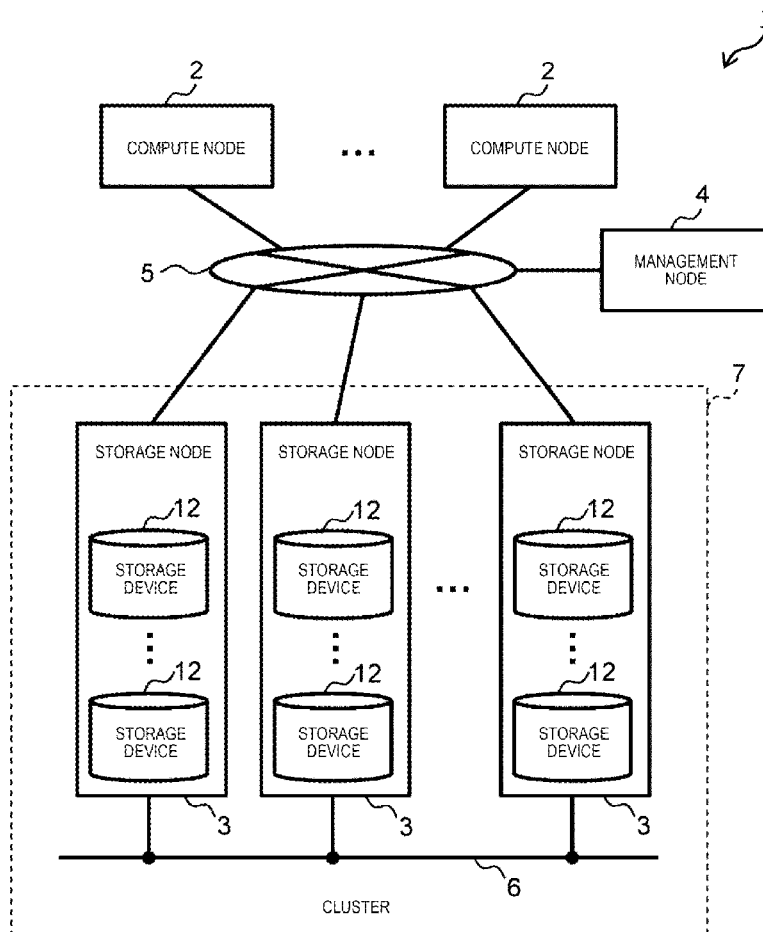 2 2
COMPUTE NODE ... COMPUTE NODE
4
5
MANAGEMENT
NODE
7
STORAGE NODE STORAGE NODE STORAGE NODE
12 12 12
STORAGE
DEVICE
STORAGE
DEVICE
...
STORAGE
DEVICE
12 12 12
STORAGE
DEVICE
STORAGE
DEVICE
STORAGE
DEVICE
3 3 3
6
CLUSTER